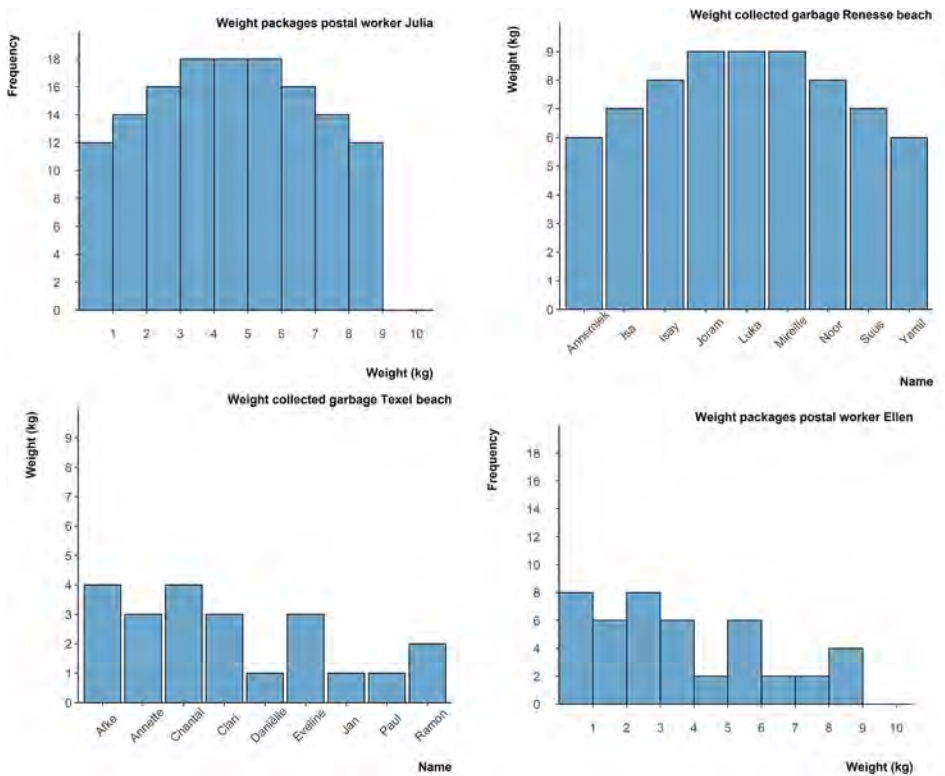 Weight packages postal worker Julia
Frequency
18
16
14
12
10
8
6
4
2
0
1 2 3 4 5 6 7 8 9 10
Weight (kg)
Weight collected garbage Renesse beach
Weight (kg)
9
8
7
6
5
4
3
2
1
0
Annemiek Isa Isay Joram Luka Mireille Noor Suus Yamil
Name
Weight collected garbage Texel beach
Weight (kg)
9
8
7
6
5
4
3
2
1
0
Afke Annette Chantal Clari Daniëlle Eveline Jan Paul Ramon
Name
Weight packages postal worker Ellen
Frequency
18
16
14
12
10
8
6
4
2
0
1 2 3 4 5 6 7 8 9 10
Weight (kg)